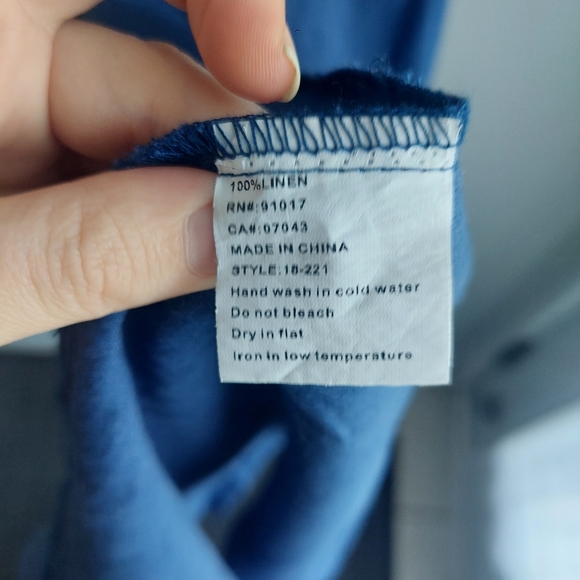 100%LINEN
RN#:91017
CA#:07043
MADE IN CHINA
STYLE:18-221
Hand wash in cold water
Do not bleach
Dry in flat
Iron in low temperature